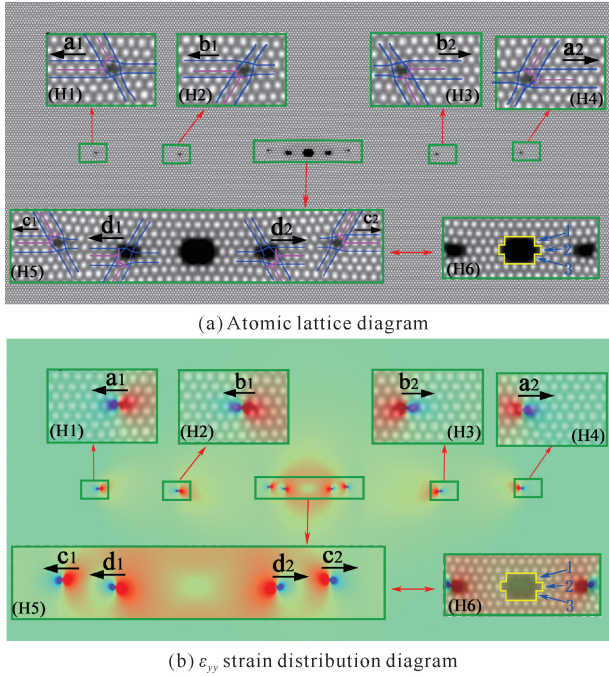 a1
b1
b2
a2
(H1)
(H2)
(H3)
(H4)
c1
d1
d2
c2
1
2
3
(H5)
(H6)
(a) Atomic lattice diagram
a1
b1
b2
a2
(H1)
(H2)
(H3)
(H4)
c1
d1
d2
c2
1
2
3
(H5)
(H6)
(b) εyy strain distribution diagram